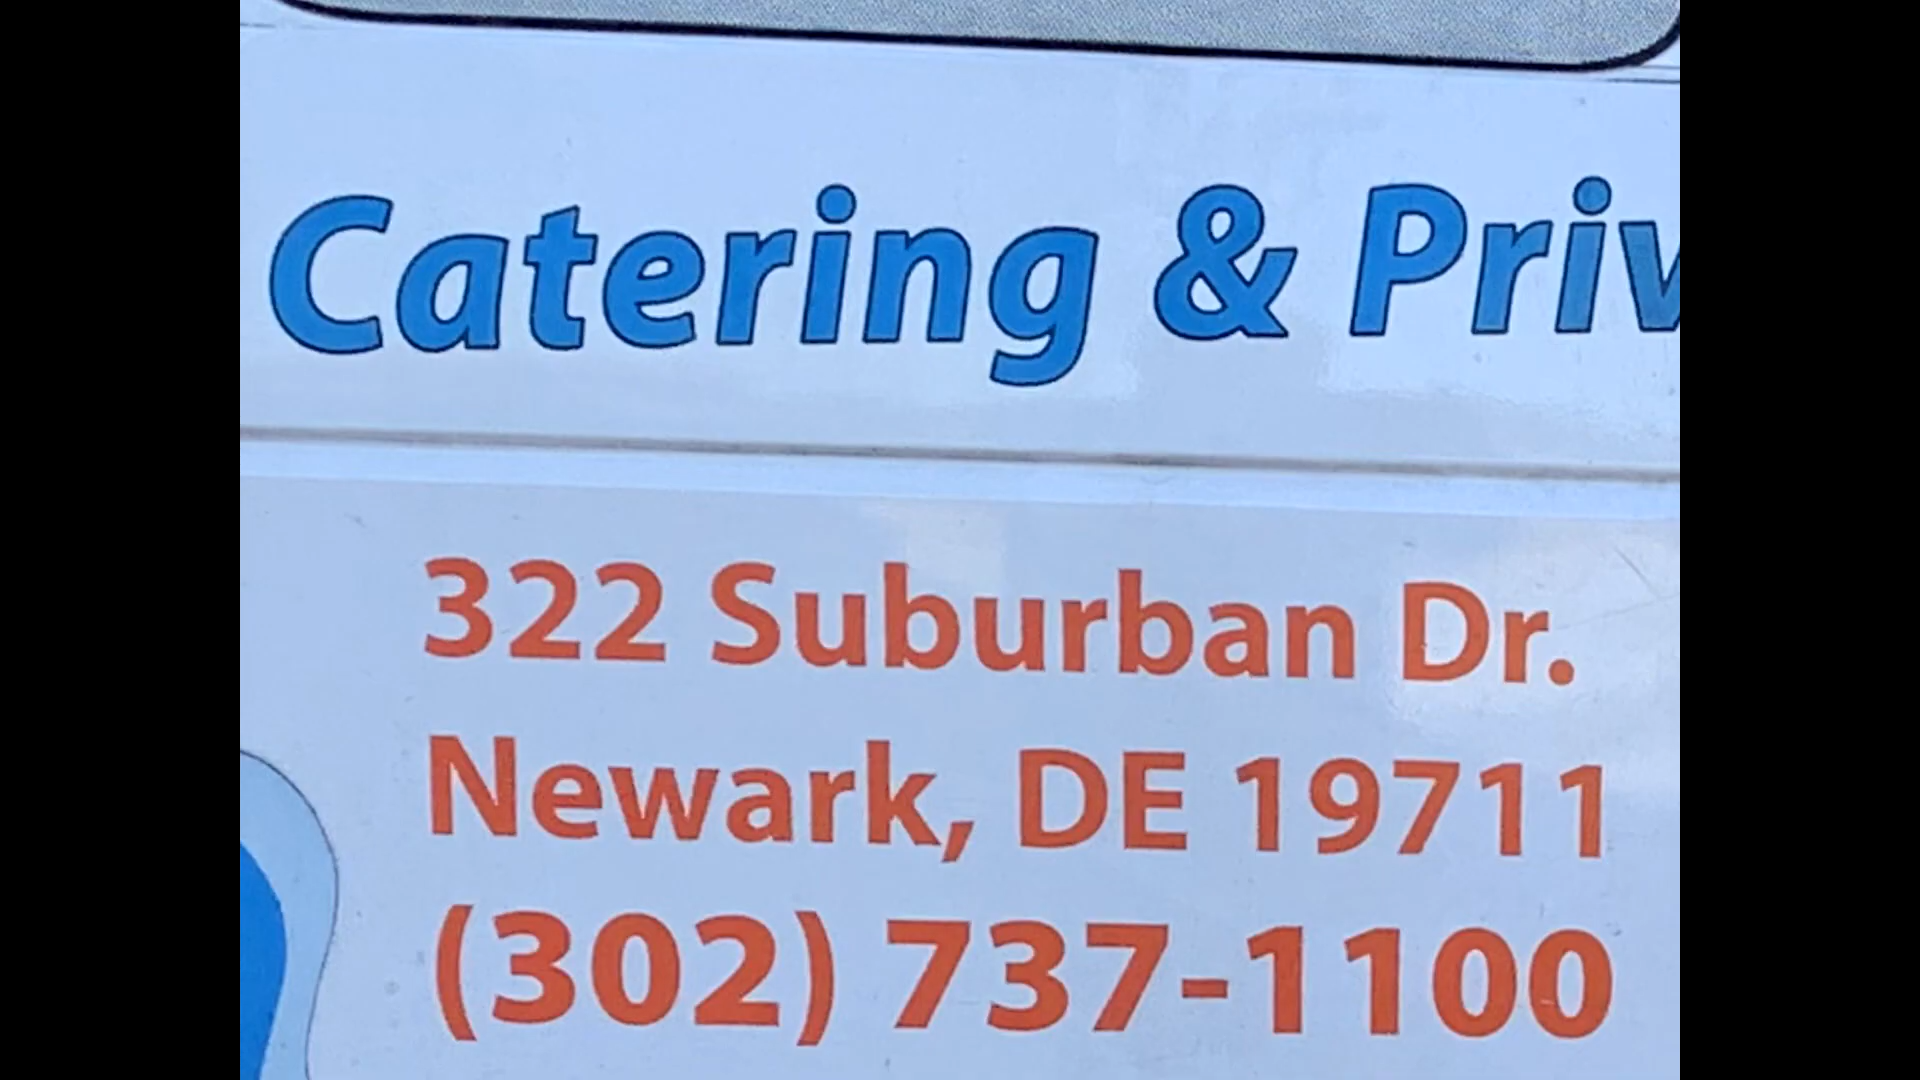 Catering & Priv
322 Suburban Dr.
Newark, DE 19711
(302) 737-1100